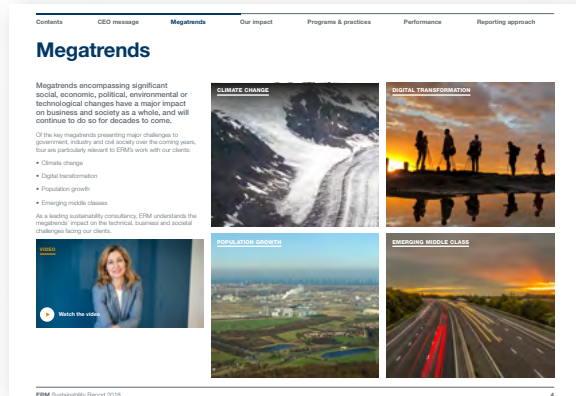 Contents CEO message Megatrends Our impact Programs & practices Performance Reporting approach
Megatrends
Megatrends encompassing significant
social, economic, political, environmental or
technological changes have a major impact
on business and society as a whole, and will
continue to do so for decades to come.
Of the key megatrends presenting major challenges to
government, industry and civil society over the coming years,
four are particularly relevant to ERM's work with our clients:
• Climate change
• Digital transformation
• Population growth
• Emerging middle classes
As a leading sustainability consultancy, ERM understands the
megatrends' impact on the technical, business and societal
challenges facing our clients.
VIDEO
Watch the video
CLIMATE CHANGE
DIGITAL TRANSFORMATION
POPULATION GROWTH
EMERGING MIDDLE CLASS
ERM Sustainability Report 2018
4